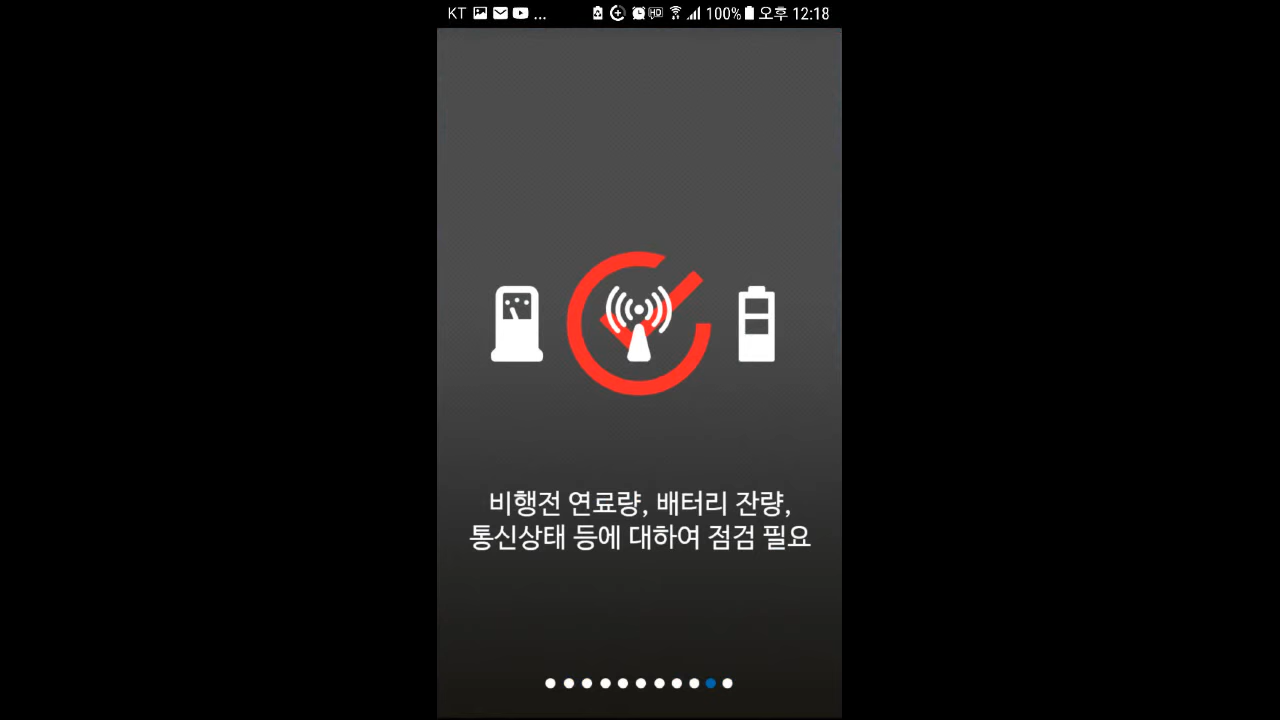 KT ... HD 100% 오후 12:18
비행전 연료량, 배터리 잔량,
통신상태 등에 대하여 점검 필요